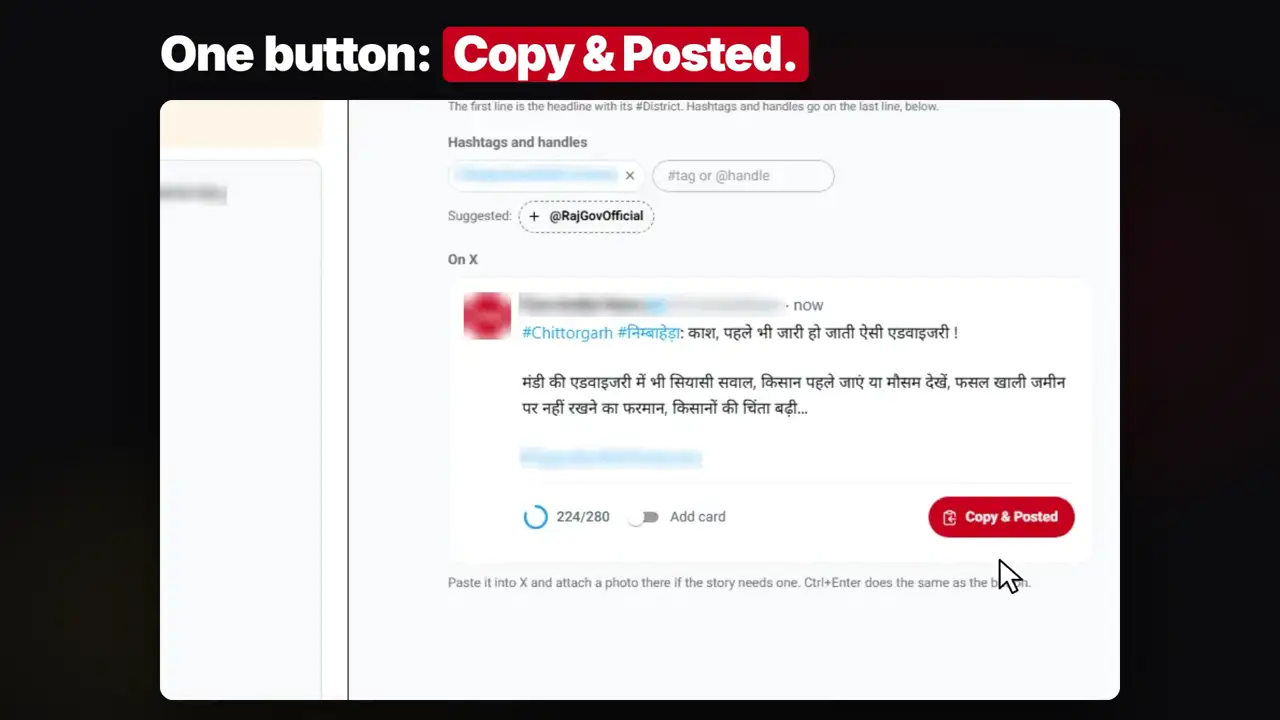 One button: Copy & Posted.
The first line is the headline with its #District. Hashtags and handles go on the last line, below.
Hashtags and handles
#tag or @handle
Suggested: + @RajGovOfficial
On X
· now
#Chittorgarh #निम्बाहेड़ा: काश, पहले भी जारी हो जाती ऐसी एडवाइजरी !
मंडी की एडवाइजरी में भी सियासी सवाल, किसान पहले जाएं या मौसम देखें, फसल खाली जमीन
पर नहीं रखने का फरमान, किसानों की चिंता बढ़ी...
224/280 Add card Copy & Posted
Paste it into X and attach a photo there if the story needs one. Ctrl+Enter does the same as the